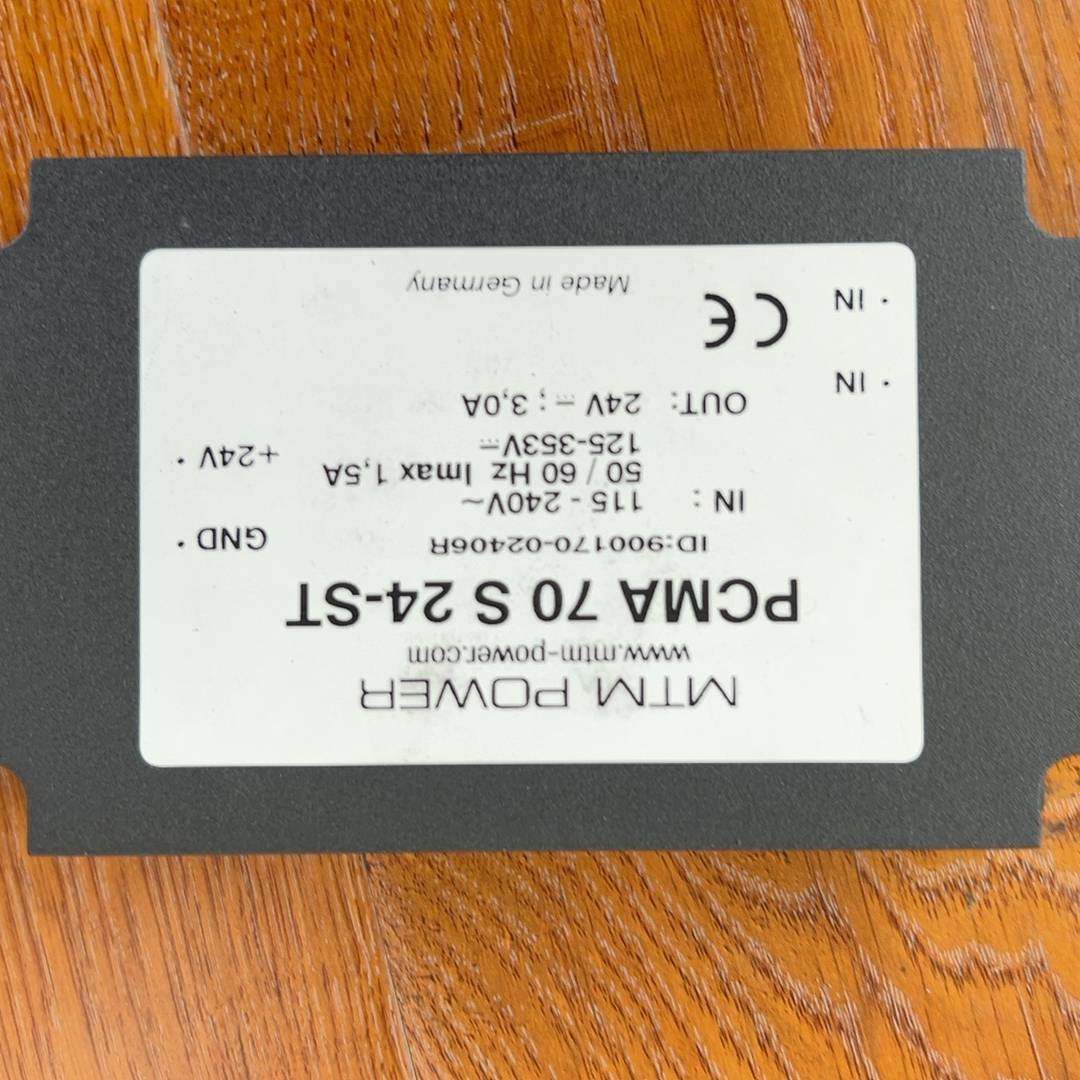 MTM POWER
www.mtm-power.com
PCMA 70 S 24-ST
ID:900170-02406R
IN : 115 - 240V~
50 / 60 Hz Imax 1,5A
125-353V⎓
OUT: 24V ⎓ ; 3,0A
CE
Made in Germany
· IN
· IN
GND ·
+24V ·